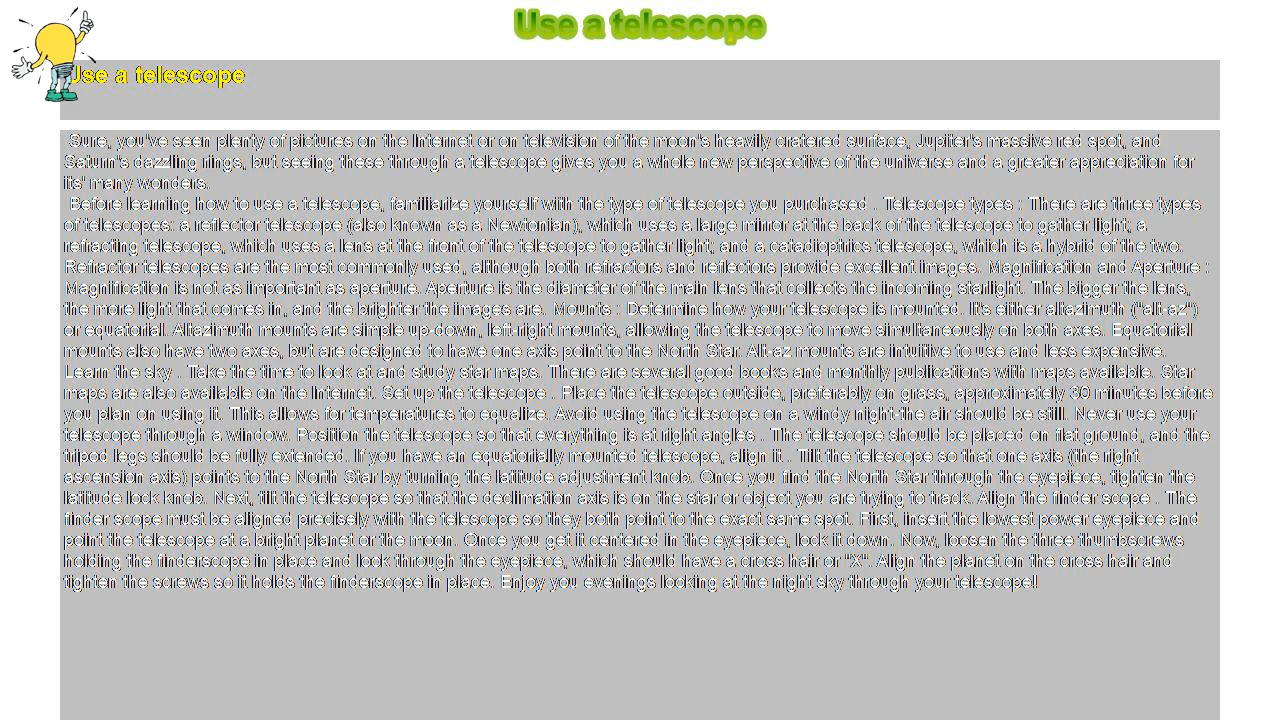 Use a telescope
Use a telescope
Sure, you've seen plenty of pictures on the Internet or on television of the moon's heavily cratered surface, Jupiter's massive red spot, and
Saturn's dazzling rings, but seeing these through a telescope gives you a whole new perspective of the universe and a greater appreciation for
its' many wonders.
Before learning how to use a telescope, familiarize yourself with the type of telescope you purchased . Telescope types : There are three types
of telescopes: a reflector telescope (also known as a Newtonian), which uses a large mirror at the back of the telescope to gather light; a
refracting telescope, which uses a lens at the front of the telescope to gather light; and a catadioptrics telescope, which is a hybrid of the two.
Refractor telescopes are the most commonly used, although both refractors and reflectors provide excellent images. Magnification and Aperture :
Magnification is not as important as aperture. Aperture is the diameter of the main lens that collects the incoming starlight. The bigger the lens,
the more light that comes in, and the brighter the images are. Mounts : Determine how your telescope is mounted. It's either altazimuth ("alt-az")
or equatorial. Altazimuth mounts are simple up-down, left-right mounts, allowing the telescope to move simultaneously on both axes. Equatorial
mounts also have two axes, but are designed to have one axis point to the North Star. Alt-az mounts are intuitive to use and less expensive.
Learn the sky . Take the time to look at and study star maps. There are several good books and monthly publications with maps available. Star
maps are also available on the Internet. Set up the telescope . Place the telescope outside, preferably on grass, approximately 30 minutes before
you plan on using it. This allows for temperatures to equalize. Avoid using the telescope on a windy night-the air should be still. Never use your
telescope through a window. Position the telescope so that everything is at right angles . The telescope should be placed on flat ground, and the
tripod legs should be fully extended. If you have an equatorially mounted telescope, align it . Tilt the telescope so that one axis (the right
ascension axis) points to the North Star by turning the latitude adjustment knob. Once you find the North Star through the eyepiece, tighten the
latitude lock knob. Next, tilt the telescope so that the declimation axis is on the star or object you are trying to track. Align the finder scope . The
finder scope must be aligned precisely with the telescope so they both point to the exact same spot. First, insert the lowest power eyepiece and
point the telescope at a bright planet or the moon. Once you get it centered in the eyepiece, lock it down. Now, loosen the three thumbscrews
holding the finderscope in place and look through the eyepiece, which should have a cross hair or "X". Align the planet on the cross hair and
tighten the screws so it holds the finderscope in place. Enjoy you evenings looking at the night sky through your telescope!